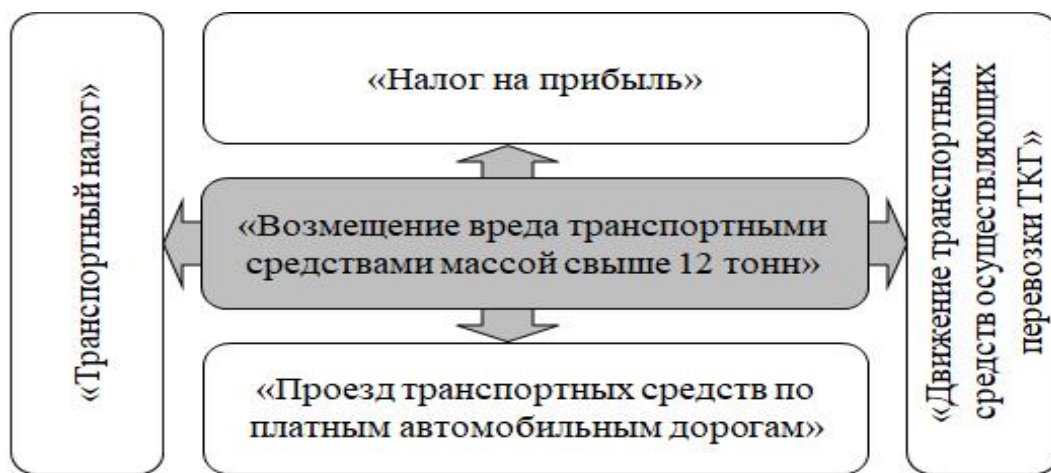 «Транспортный налог»
«Налог на прибыль»
«Возмещение вреда транспортными
средствами массой свыше 12 тонн»
«Проезд транспортных средств по
платным автомобильным дорогам»
«Движение транспортных
средств осуществляющих
перевозки ТКГ»